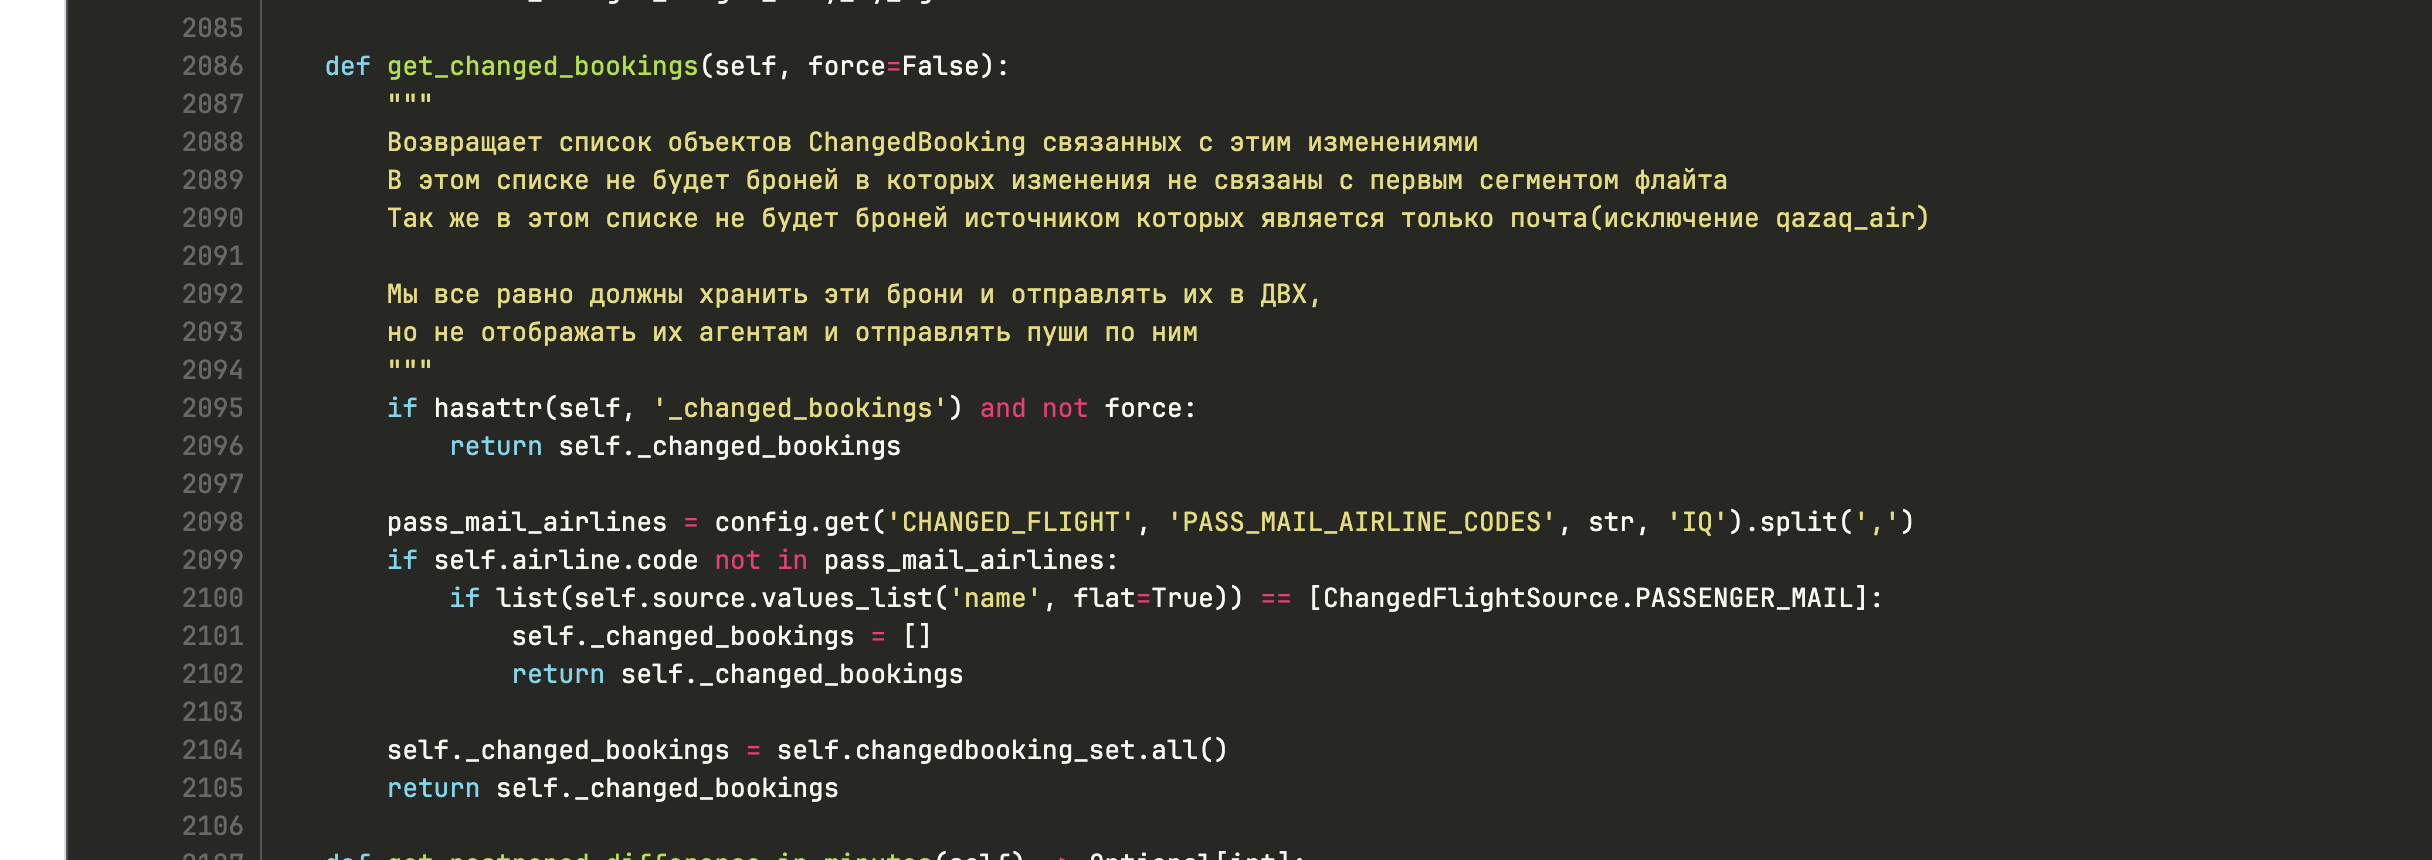 2085
2086 def get_changed_bookings(self, force=False):
2087 """
2088 Возвращает список объектов ChangedBooking связанных с этим изменениями
2089 В этом списке не будет броней в которых изменения не связаны с первым сегментом флайта
2090 Так же в этом списке не будет броней источником которых является только почта(исключение qazaq_air)
2091
2092 Мы все равно должны хранить эти брони и отправлять их в ДВХ,
2093 но не отображать их агентам и отправлять пуши по ним
2094 """
2095 if hasattr(self, '_changed_bookings') and not force:
2096 return self._changed_bookings
2097
2098 pass_mail_airlines = config.get('CHANGED_FLIGHT', 'PASS_MAIL_AIRLINE_CODES', str, 'IQ').split(',')
2099 if self.airline.code not in pass_mail_airlines:
2100 if list(self.source.values_list('name', flat=True)) == [ChangedFlightSource.PASSENGER_MAIL]:
2101 self._changed_bookings = []
2102 return self._changed_bookings
2103
2104 self._changed_bookings = self.changedbooking_set.all()
2105 return self._changed_bookings
2106
2107 def get_postponed_difference_in_minutes(self) -> Optional[int]: